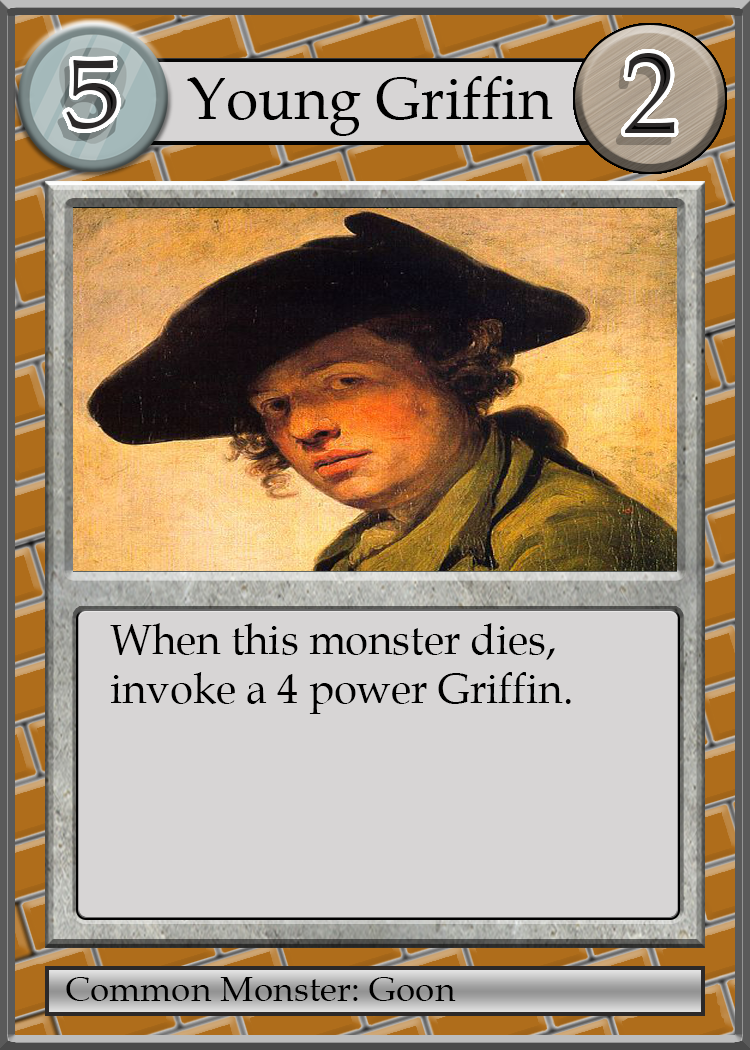 5 Young Griffin 2
When this monster dies,
invoke a 4 power Griffin.
Common Monster: Goon